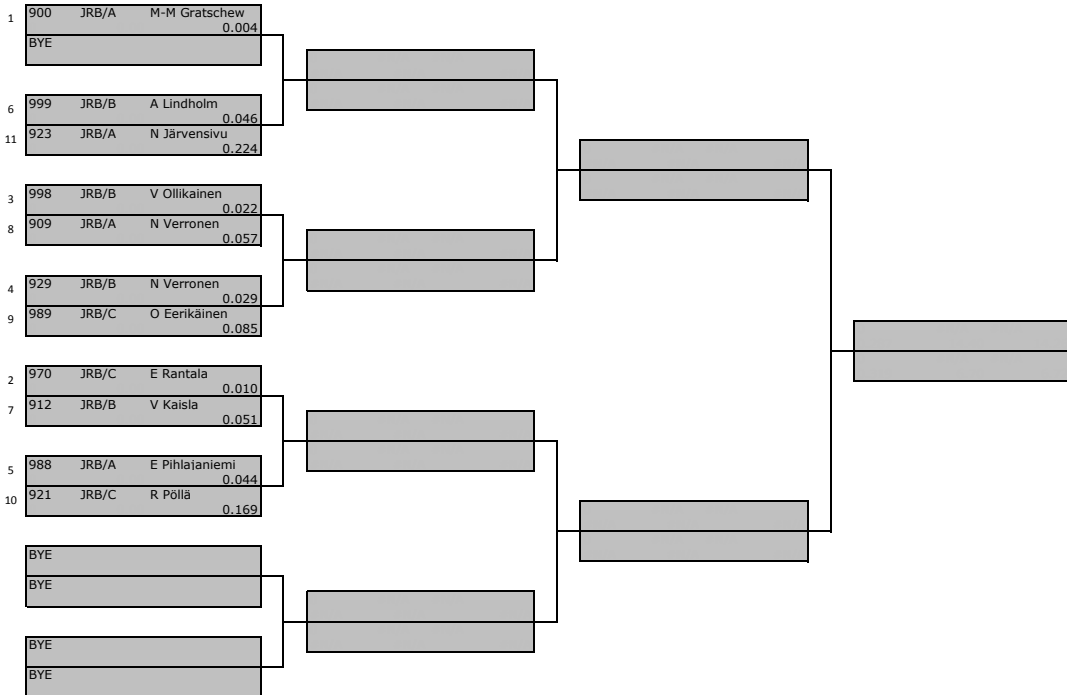 1 900 JRB/A M-M Gratschew
0.004
BYE
6 999 JRB/B A Lindholm
0.046
11 923 JRB/A N Järvensivu
0.224
3 998 JRB/B V Ollikainen
0.022
8 909 JRB/A N Verronen
0.057
4 929 JRB/B N Verronen
0.029
9 989 JRB/C O Eerikäinen
0.085
2 970 JRB/C E Rantala
0.010
7 912 JRB/B V Kaisla
0.051
5 988 JRB/A E Pihlajaniemi
0.044
10 921 JRB/C R Pöllä
0.169
BYE
BYE
BYE
BYE